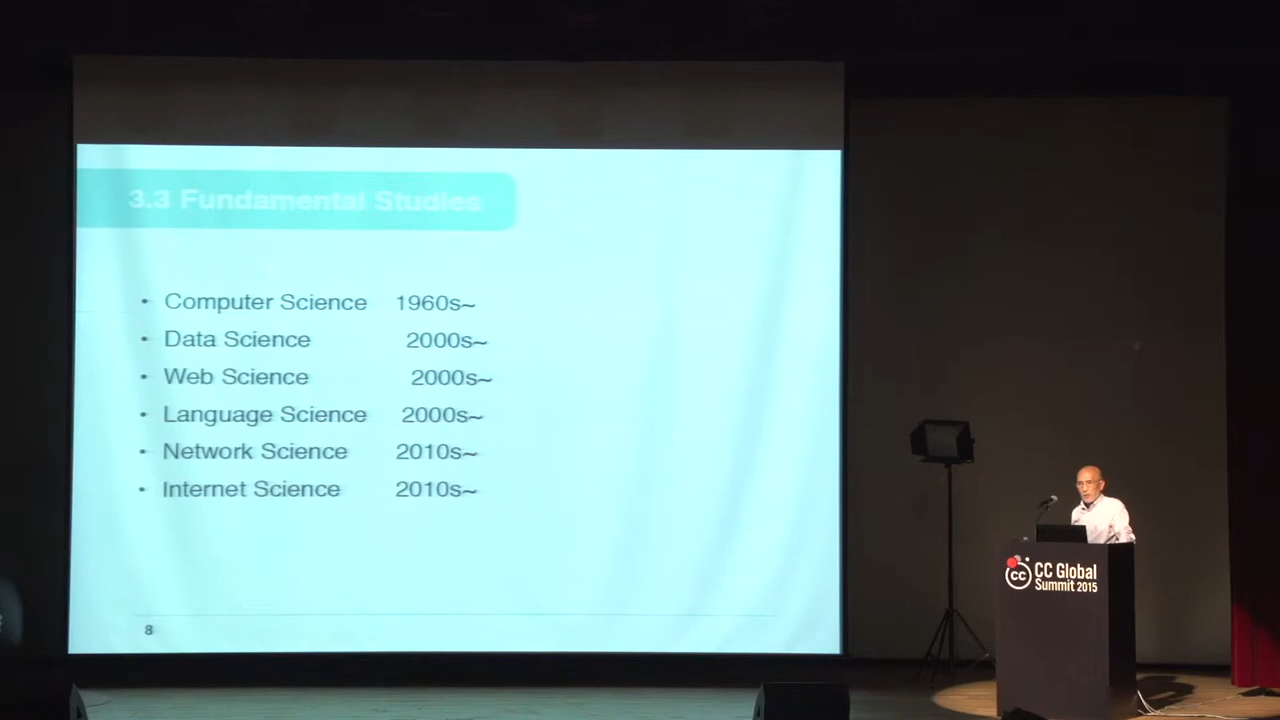 3.3 Fundamental Studies
• Computer Science 1960s~
• Data Science 2000s~
• Web Science 2000s~
• Language Science 2000s~
• Network Science 2010s~
• Internet Science 2010s~
8
CC CC Global
Summit 2015